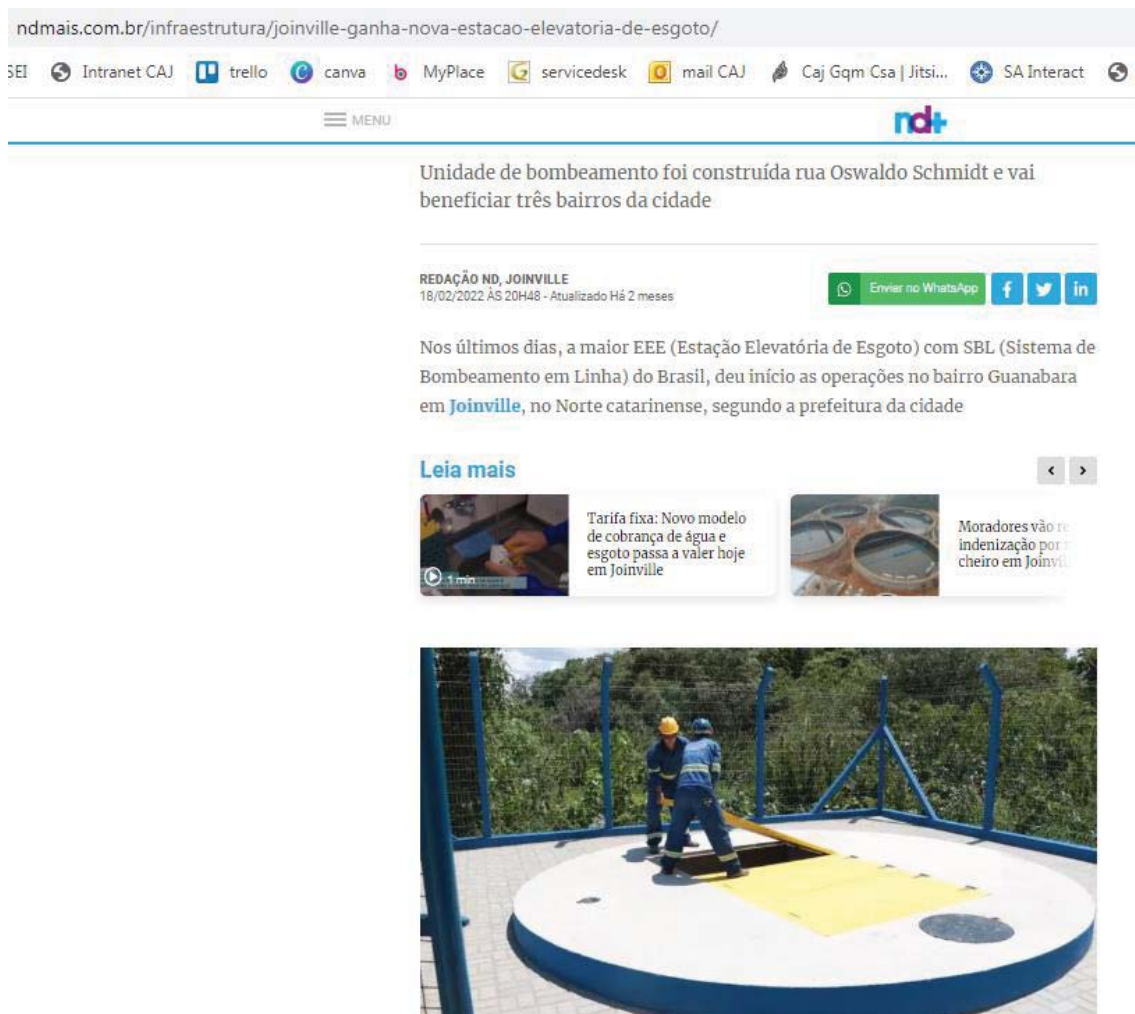 ndmais.com.br/infraestrutura/joinville-ganha-nova-estacao-elevatoria-de-esgoto/
SEI Intranet CAJ trello canva MyPlace servicedesk mail CAJ Caj Gqm Csa | Jitsi... SA Interact
MENU nd+
Unidade de bombeamento foi construída rua Oswaldo Schmidt e vai
beneficiar três bairros da cidade
REDAÇÃO ND, JOINVILLE
18/02/2022 ÀS 20H48 - Atualizado Há 2 meses
Enviar no WhatsApp
Nos últimos dias, a maior EEE (Estação Elevatória de Esgoto) com SBL (Sistema de
Bombeamento em Linha) do Brasil, deu início as operações no bairro Guanabara
em Joinville, no Norte catarinense, segundo a prefeitura da cidade
Leia mais
Tarifa fixa: Novo modelo
de cobrança de água e
esgoto passa a valer hoje
em Joinville
1 min
Moradores vão
indenização por
cheiro em